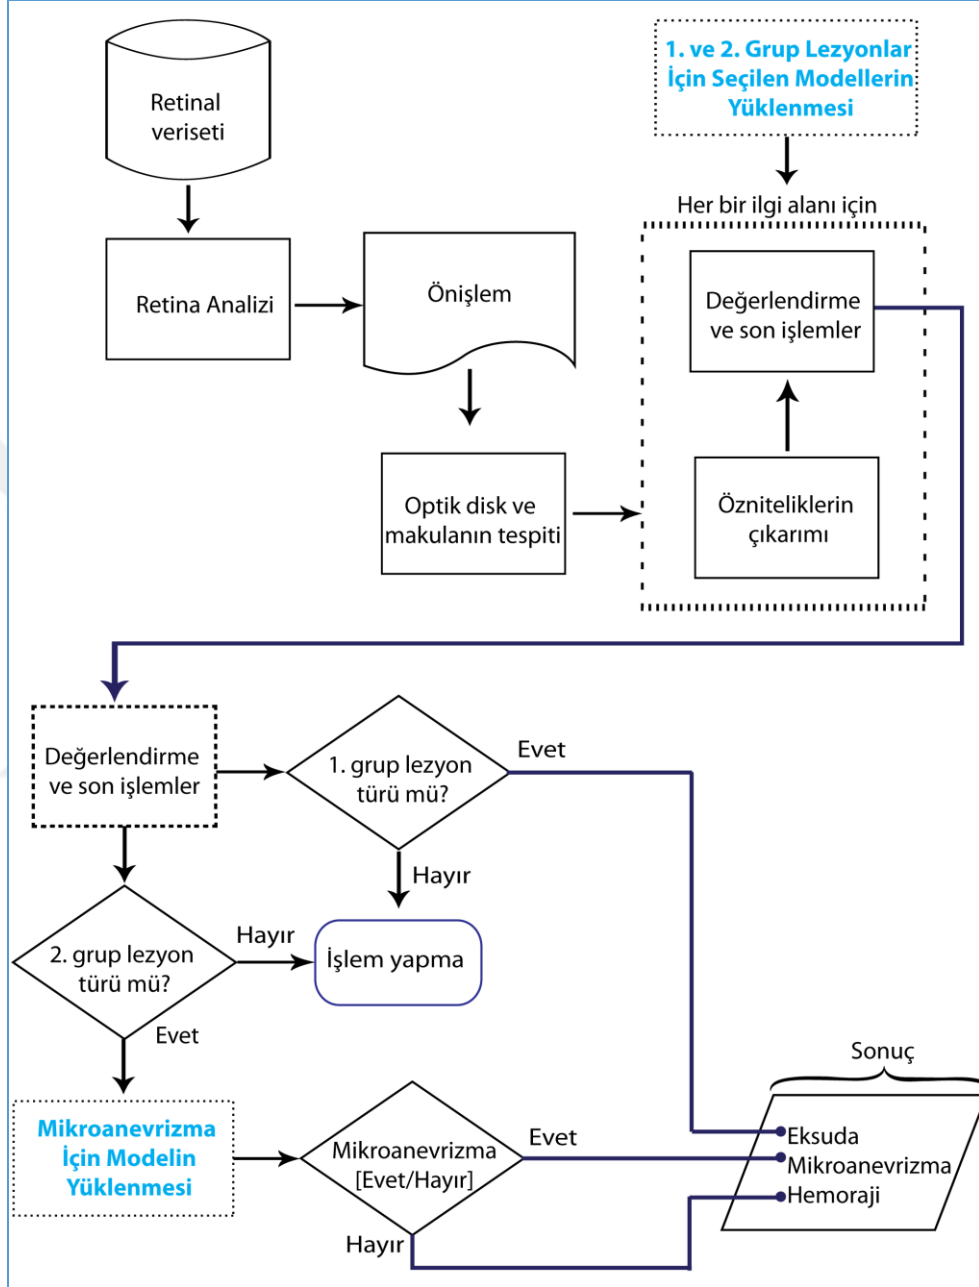 Retinal
veriseti
1. ve 2. Grup Lezyonlar
İçin Seçilen Modellerin
Yüklenmesi
Her bir ilgi alanı için
Retina Analizi
Önişlem
Değerlendirme
ve son işlemler
Optik disk ve
makulanın tespiti
Özniteliklerin
çıkarımı
Değerlendirme
ve son işlemler
1. grup lezyon
türü mü?
Evet
Hayır
2. grup lezyon
türü mü?
Hayır
İşlem yapma
Evet
Mikroanevrizma
İçin Modelin
Yüklenmesi
Mikroanevrizma
[Evet/Hayır]
Evet
Hayır
Sonuç
Eksuda
Mikroanevrizma
Hemoraji